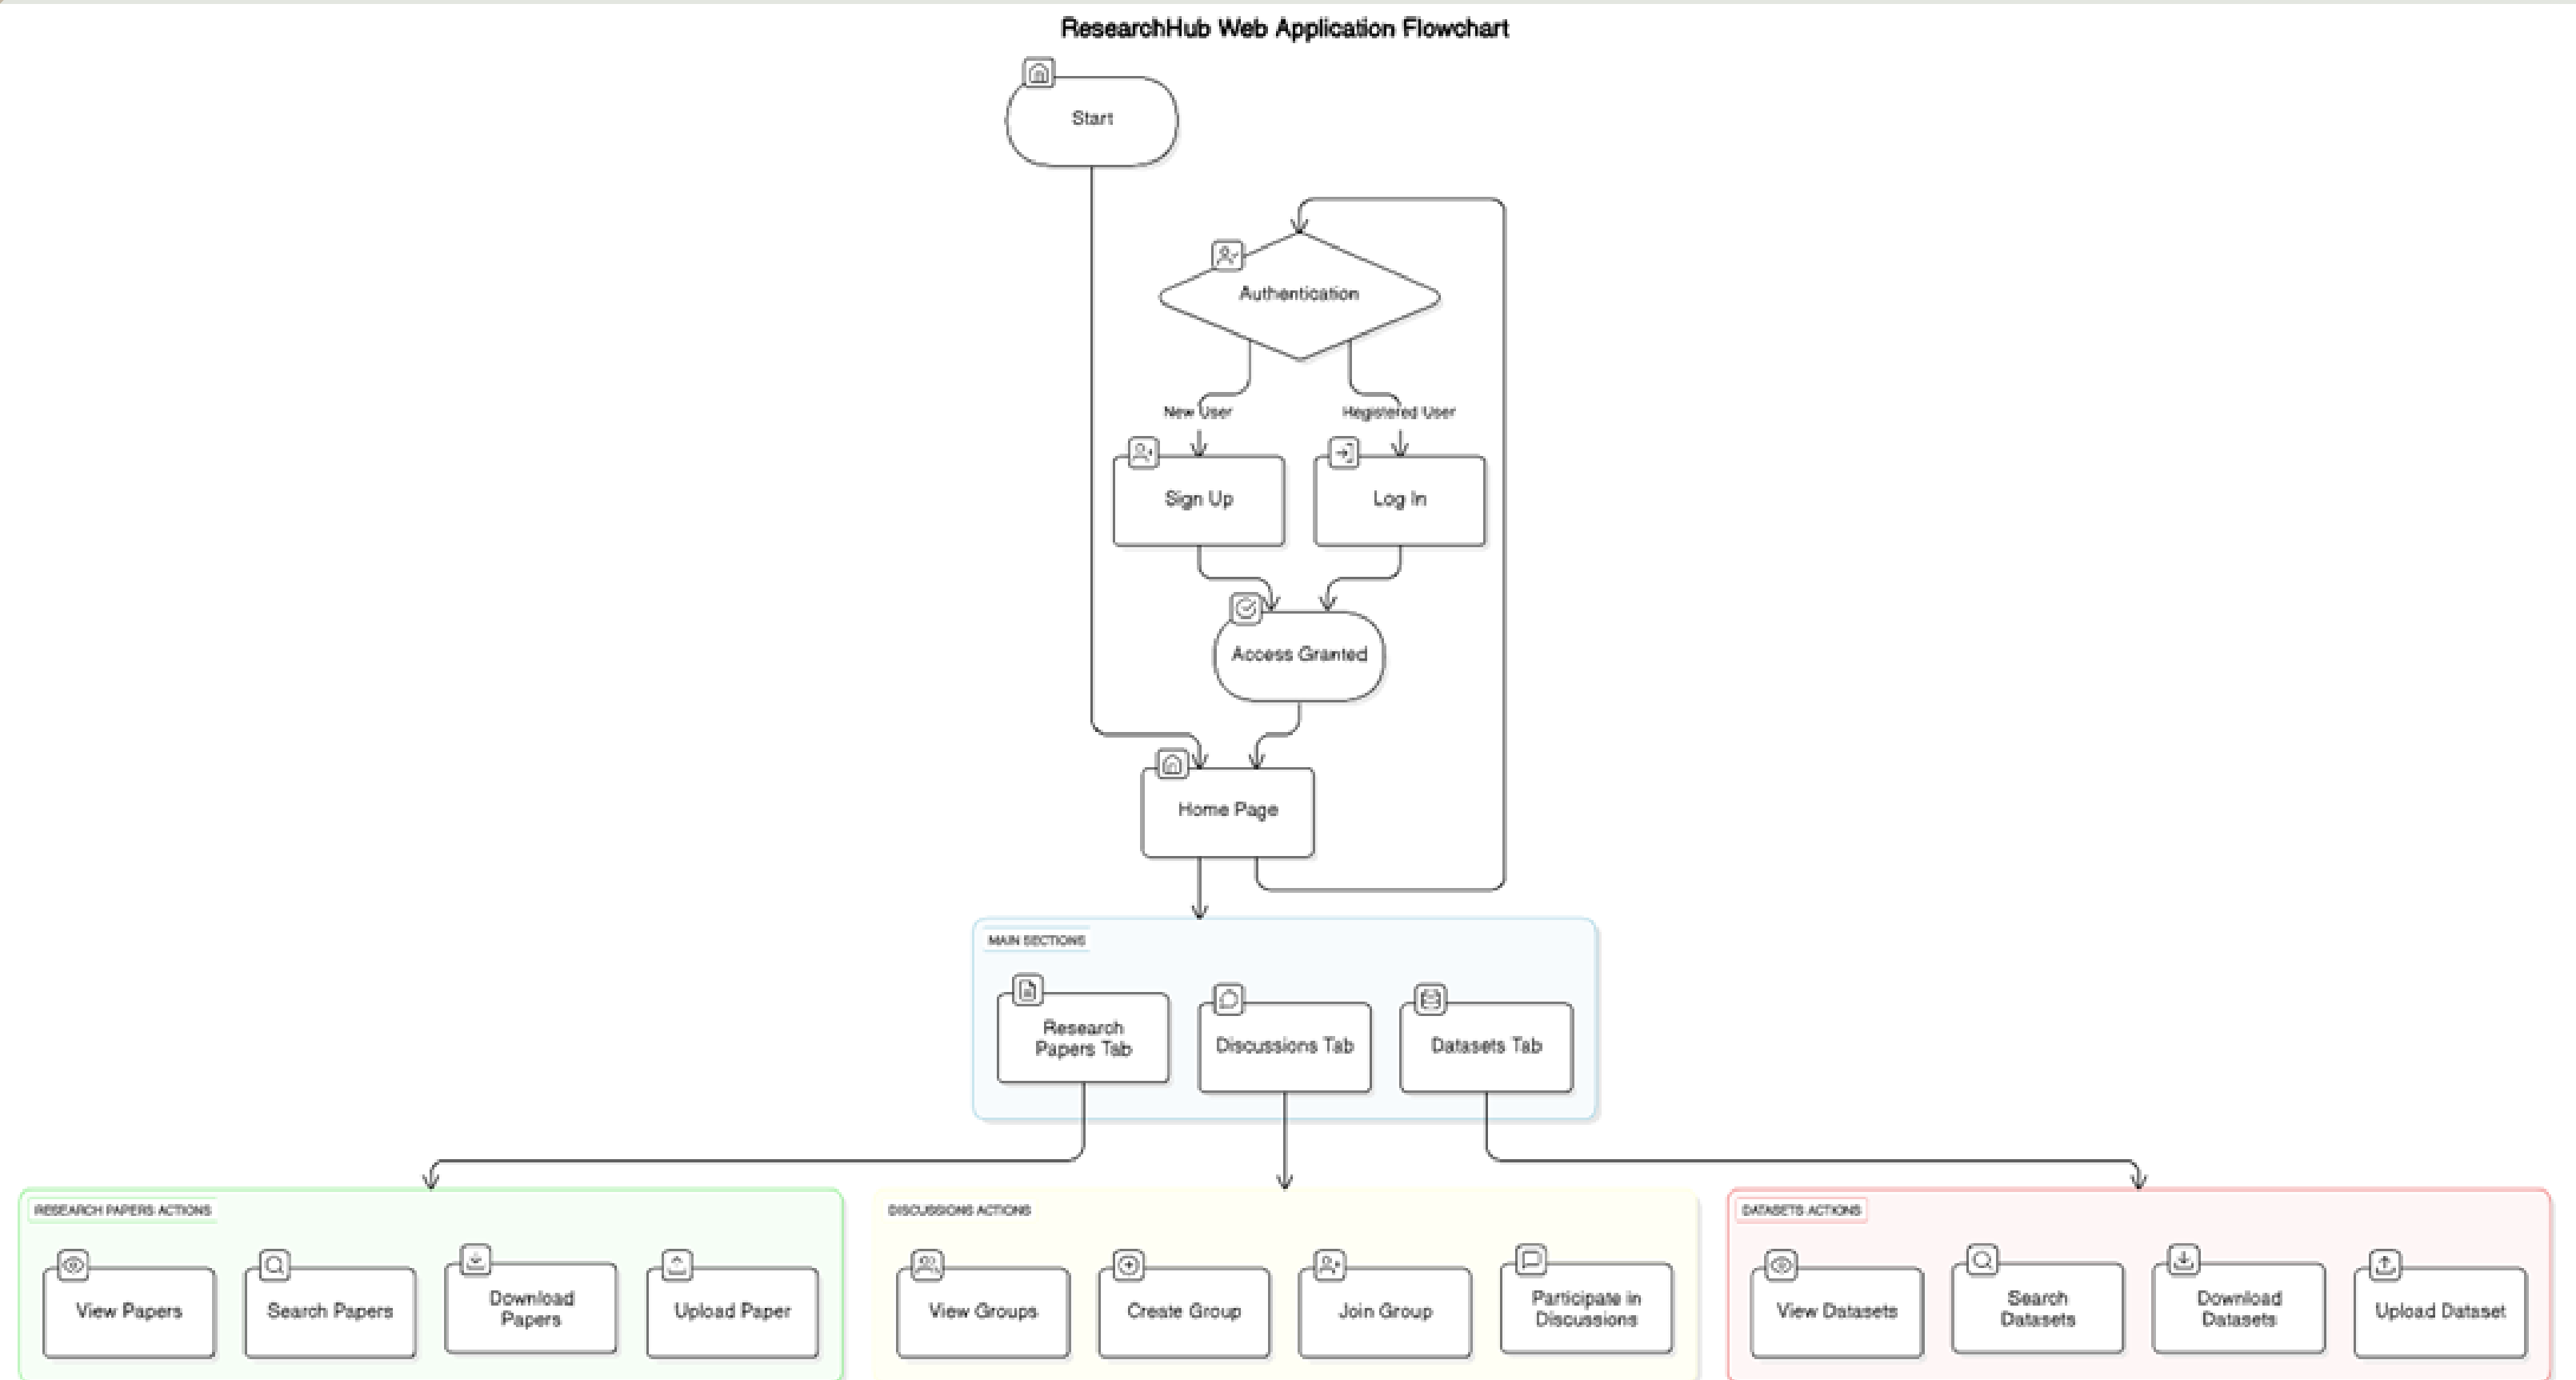 ResearchHub Web Application Flowchart
Start
Authentication
New User
Registered User
Sign Up
Log In
Access Granted
Home Page
MAIN SECTIONS
Research
Papers Tab
Discussions Tab
Datasets Tab
RESEARCH PAPERS ACTIONS
View Papers
Search Papers
Download
Papers
Upload Paper
DISCUSSIONS ACTIONS
View Groups
Create Group
Join Group
Participate in
Discussions
DATASETS ACTIONS
View Datasets
Search
Datasets
Download
Datasets
Upload Dataset